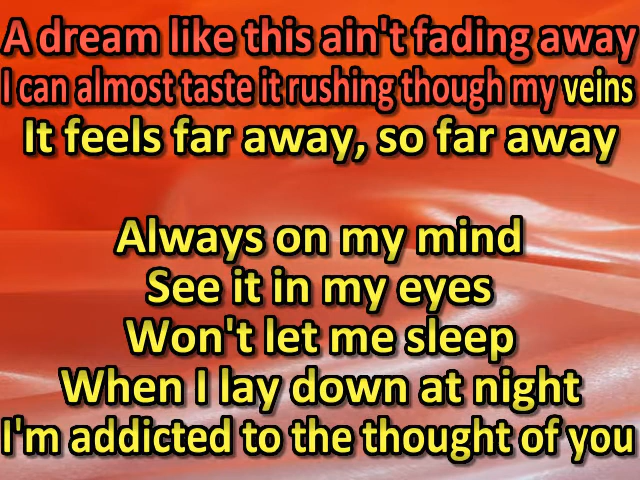 A dream like this ain't fading away
I can almost taste it rushing though my veins
It feels far away, so far away
Always on my mind
See it in my eyes
Won't let me sleep
When I lay down at night
I'm addicted to the thought of you